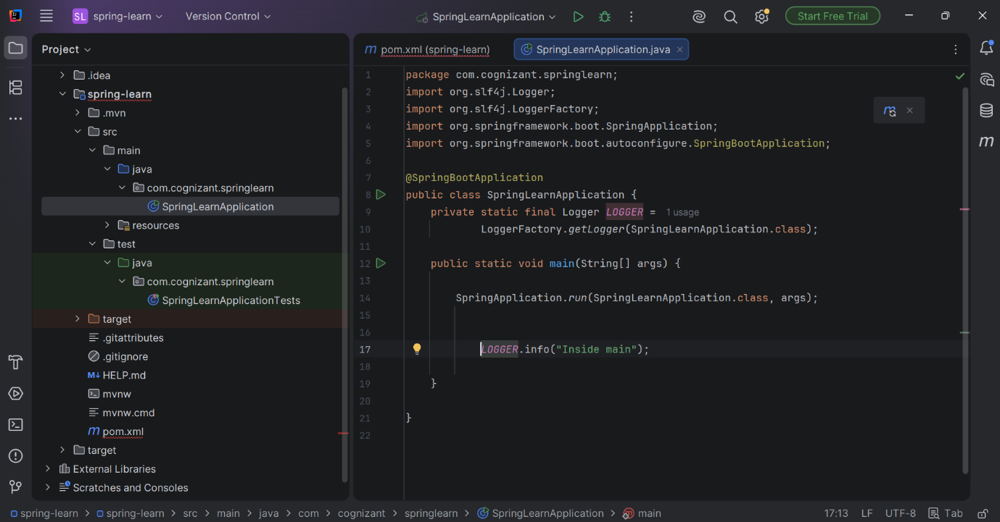 SL spring-learn Version Control SpringLearnApplication Start Free Trial
Project
.idea
spring-learn
.mvn
src
main
java
com.cognizant.springlearn
SpringLearnApplication
resources
test
java
com.cognizant.springlearn
SpringLearnApplicationTests
target
.gitattributes
.gitignore
M↓ HELP.md
mvnw
mvnw.cmd
m pom.xml
target
External Libraries
Scratches and Consoles
m pom.xml (spring-learn) SpringLearnApplication.java
1 package com.cognizant.springlearn;
2 import org.slf4j.Logger;
3 import org.slf4j.LoggerFactory;
4 import org.springframework.boot.SpringApplication;
5 import org.springframework.boot.autoconfigure.SpringBootApplication;
6
7 @SpringBootApplication
8 public class SpringLearnApplication {
9 private static final Logger LOGGER = 1 usage
10 LoggerFactory.getLogger(SpringLearnApplication.class);
11
12 public static void main(String[] args) {
13
14 SpringApplication.run(SpringLearnApplication.class, args);
15
16
17 LOGGER.info("Inside main");
18
19 }
20
21 }
22
m
m
spring-learn > spring-learn > src > main > java > com > cognizant > springlearn > SpringLearnApplication > main 17:13 LF UTF-8 Tab